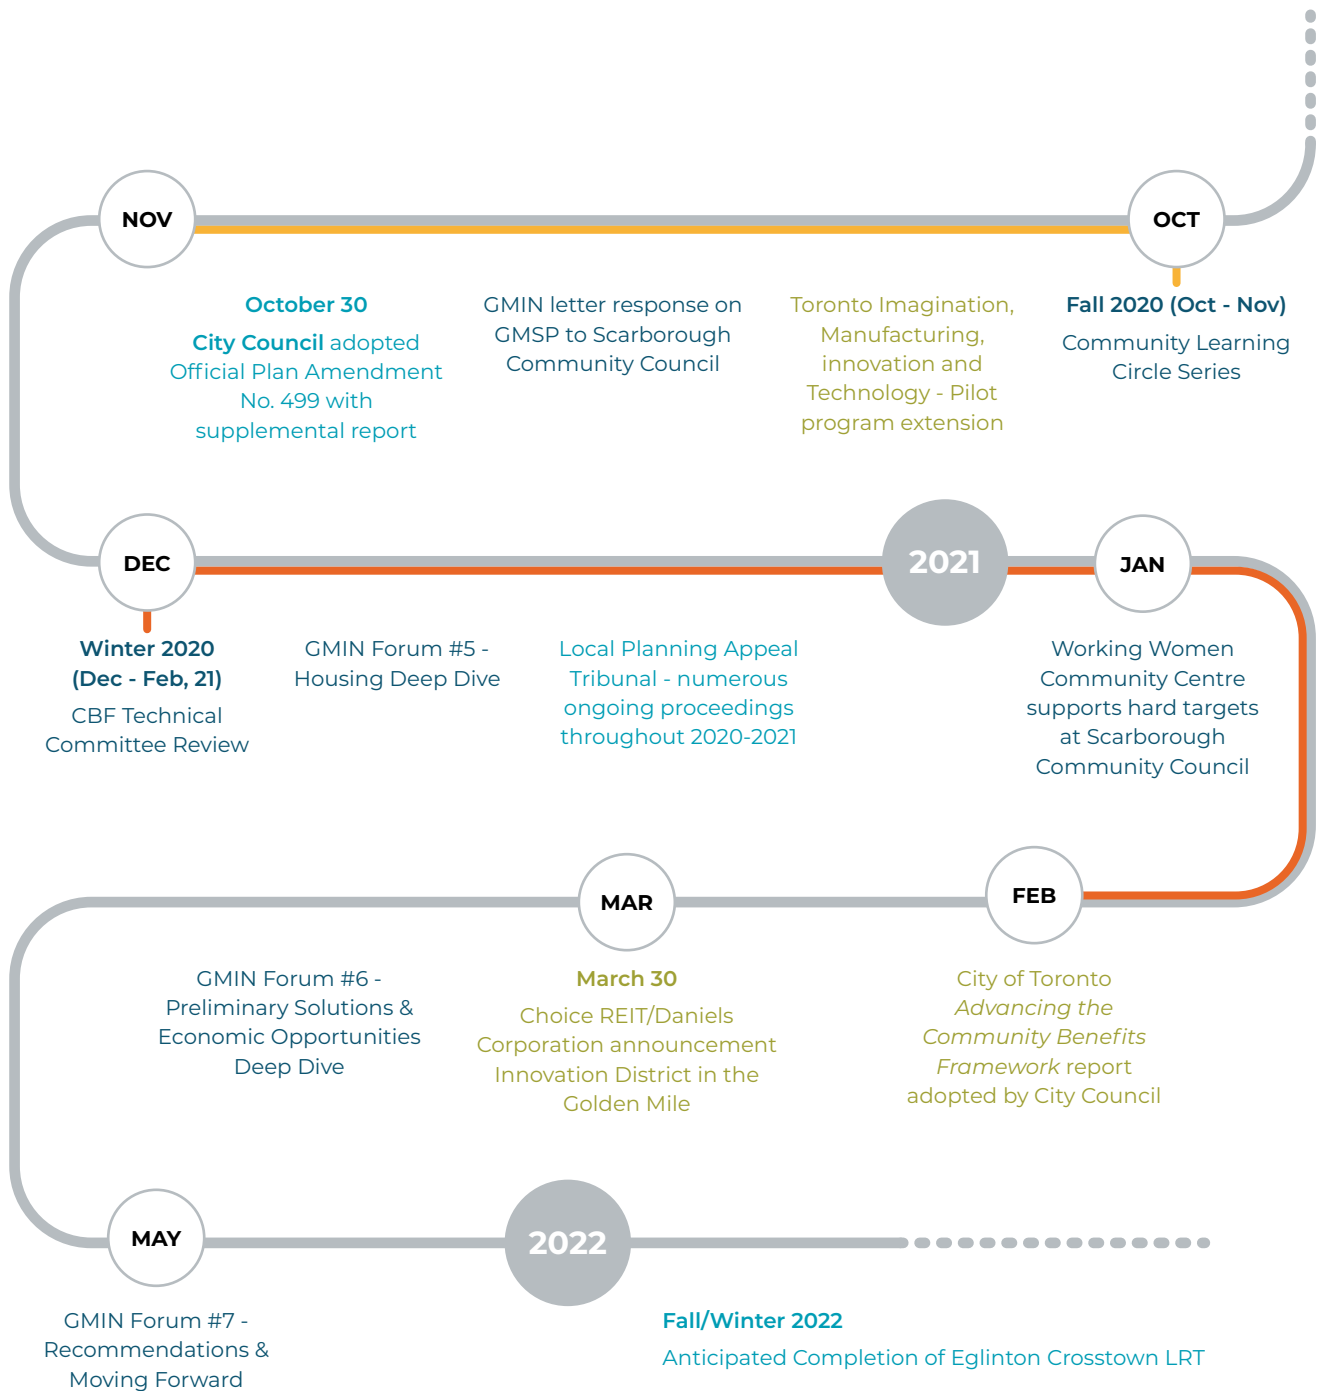 NOV
OCT
October 30
City Council adopted
Official Plan Amendment
No. 499 with
supplemental report
GMIN letter response on
GMSP to Scarborough
Community Council
Toronto Imagination,
Manufacturing,
innovation and
Technology - Pilot
program extension
Fall 2020 (Oct - Nov)
Community Learning
Circle Series
DEC
2021
JAN
Winter 2020
(Dec - Feb, 21)
CBF Technical
Committee Review
GMIN Forum #5 -
Housing Deep Dive
Local Planning Appeal
Tribunal - numerous
ongoing proceedings
throughout 2020-2021
Working Women
Community Centre
supports hard targets
at Scarborough
Community Council
MAR
FEB
GMIN Forum #6 -
Preliminary Solutions &
Economic Opportunities
Deep Dive
March 30
Choice REIT/Daniels
Corporation announcement
Innovation District in the
Golden Mile
City of Toronto
Advancing the
Community Benefits
Framework report
adopted by City Council
MAY
2022
GMIN Forum #7 -
Recommendations &
Moving Forward
Fall/Winter 2022
Anticipated Completion of Eglinton Crosstown LRT